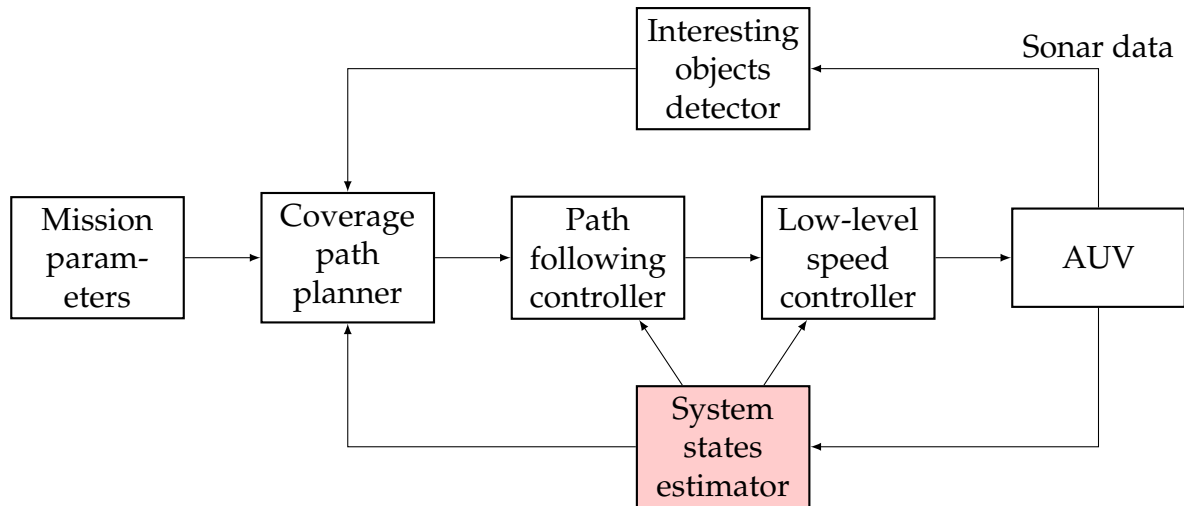 Interesting
objects
detector
Sonar data
Mission
param-
eters
Coverage
path
planner
Path
following
controller
Low-level
speed
controller
AUV
System
states
estimator